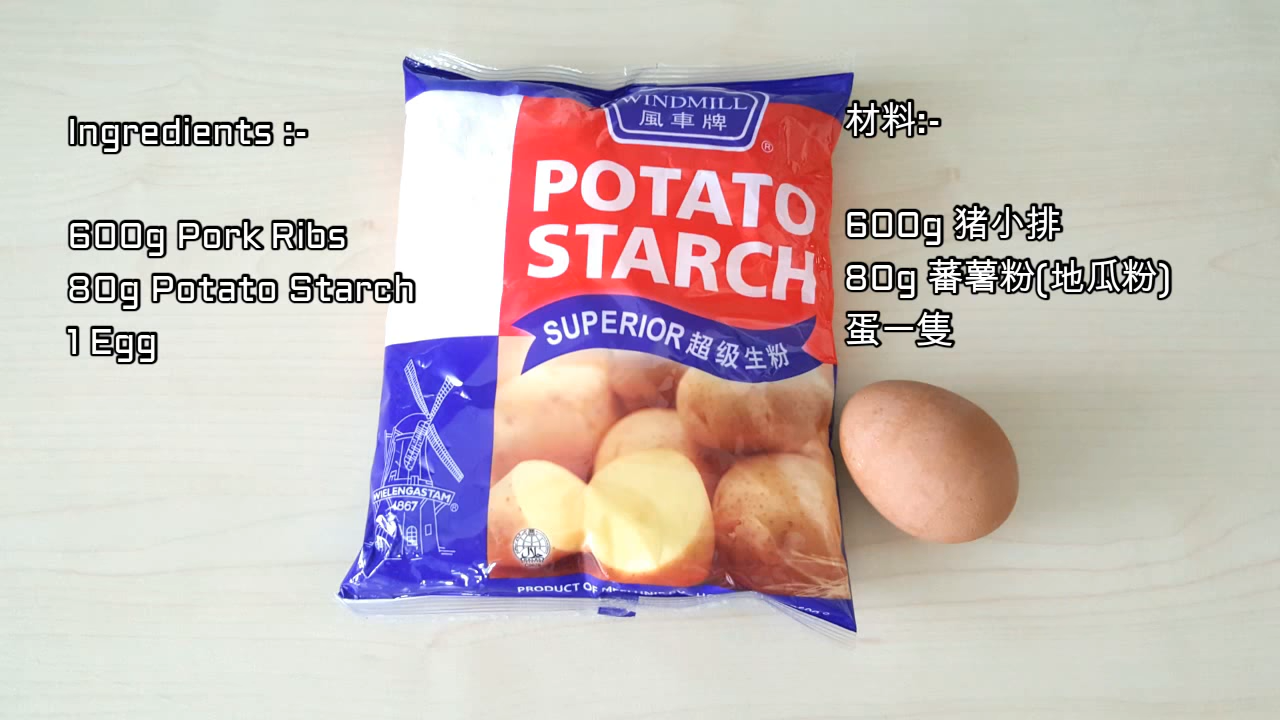 Ingredients :-
600g Pork Ribs
80g Potato Starch
1 Egg
WINDMILL
風車牌
®
POTATO
STARCH
SUPERIOR 超级生粉
WIELENGASTAM
®
1867
PRODUCT OF
材料:-
600g 猪小排
80g 蕃薯粉(地瓜粉)
蛋一隻